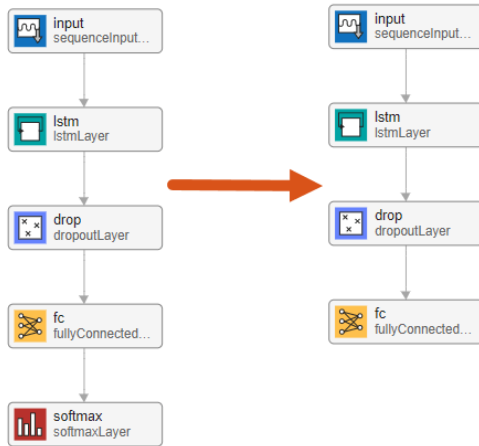 input
sequenceInput...
lstm
lstmLayer
drop
dropoutLayer
fc
fullyConnected...
softmax
softmaxLayer
input
sequenceInput...
lstm
lstmLayer
drop
dropoutLayer
fc
fullyConnected...